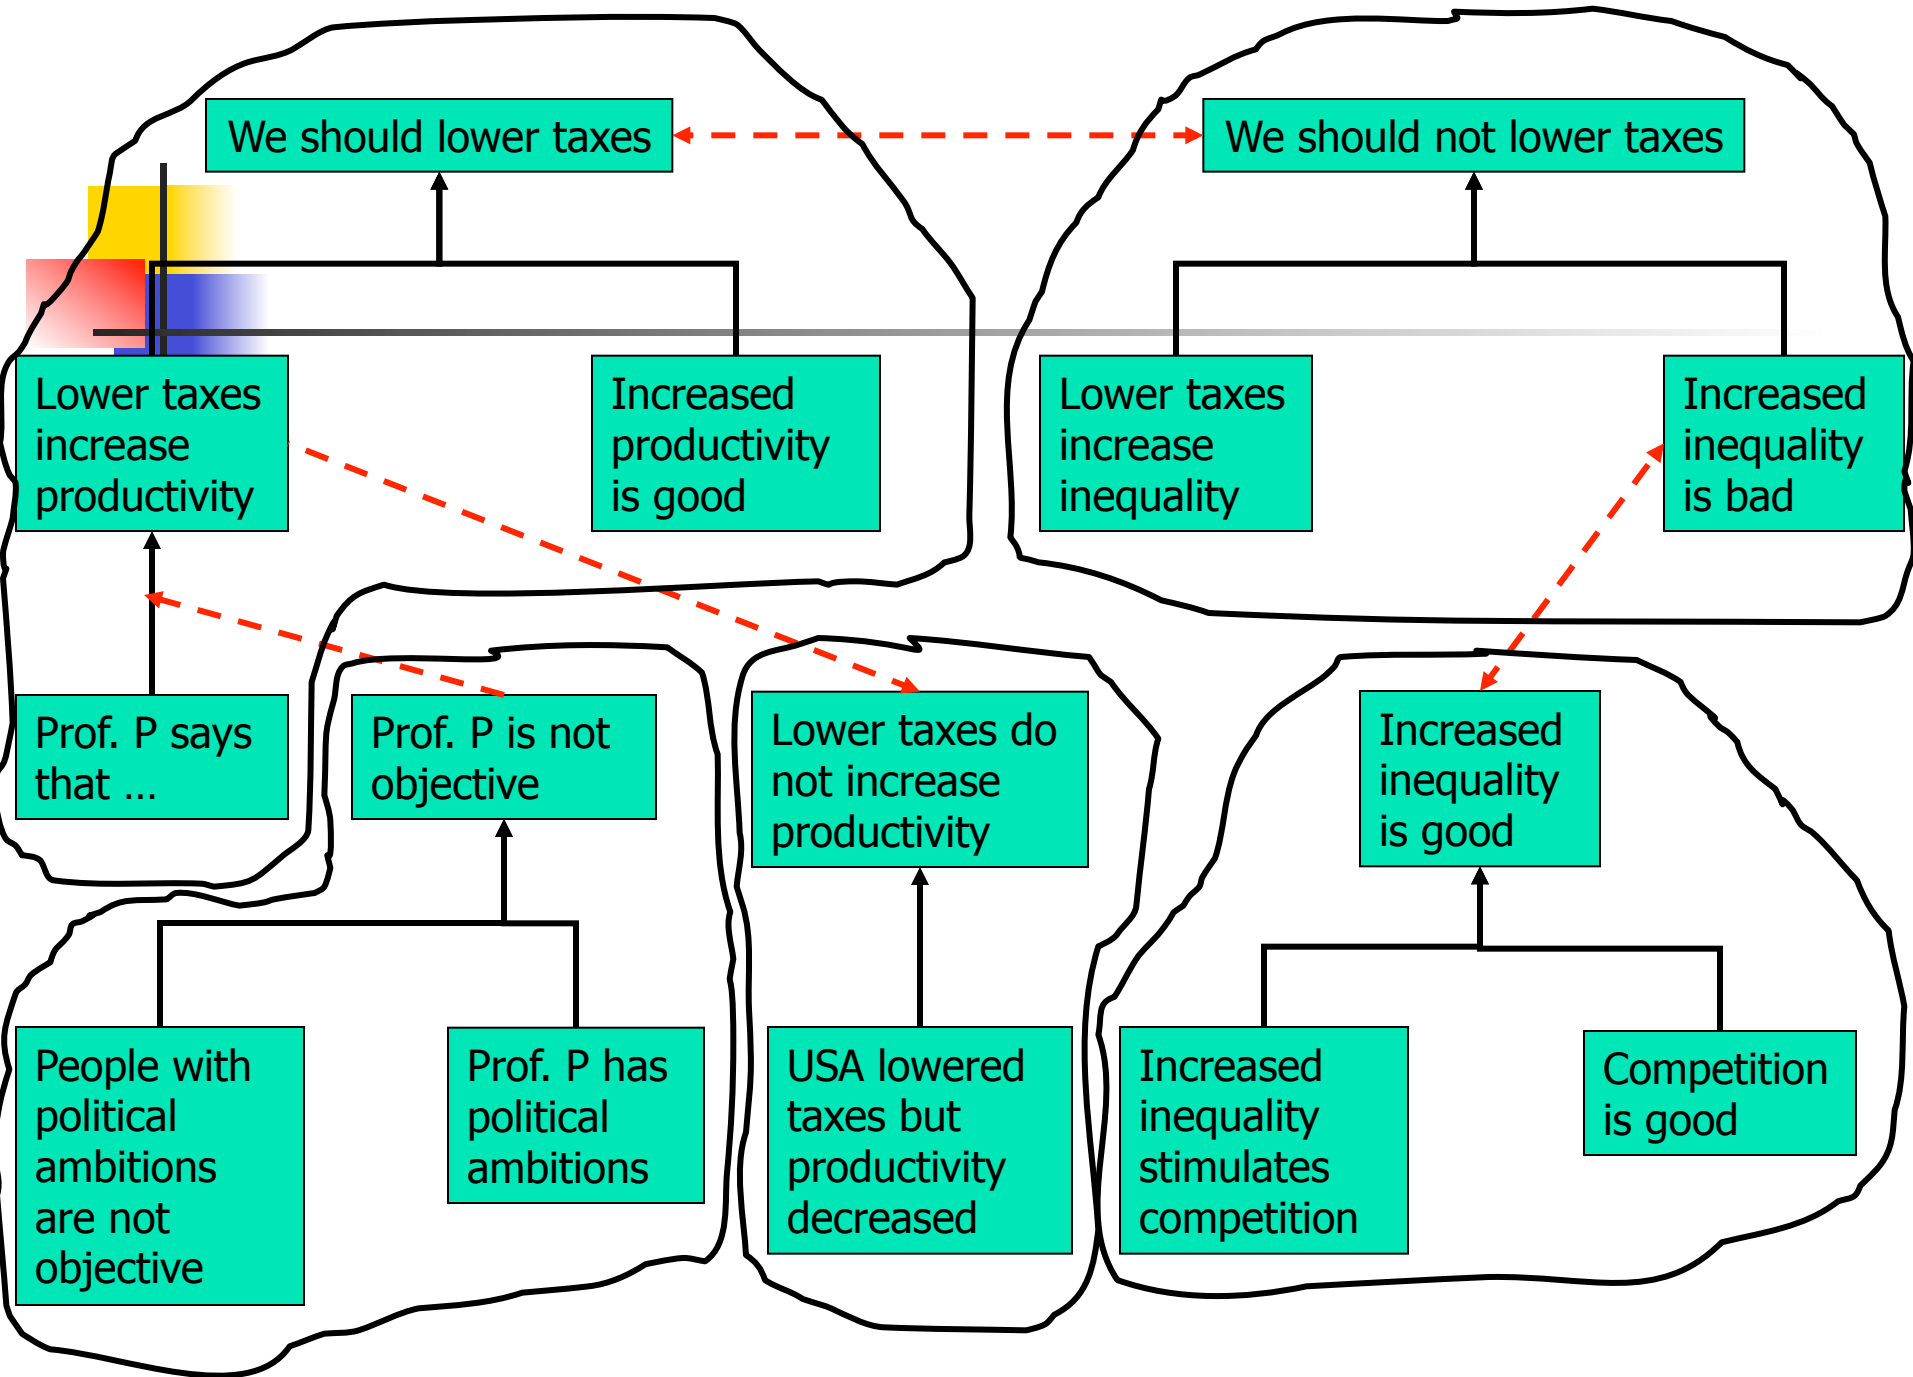 We should lower taxes
We should not lower taxes
Lower taxes
increase
productivity
Increased
productivity
is good
Lower taxes
increase
inequality
Increased
inequality
is bad
Prof. P says
that …
Prof. P is not
objective
Lower taxes do
not increase
productivity
Increased
inequality
is good
People with
political
ambitions
are not
objective
Prof. P has
political
ambitions
USA lowered
taxes but
productivity
decreased
Increased
inequality
stimulates
competition
Competition
is good